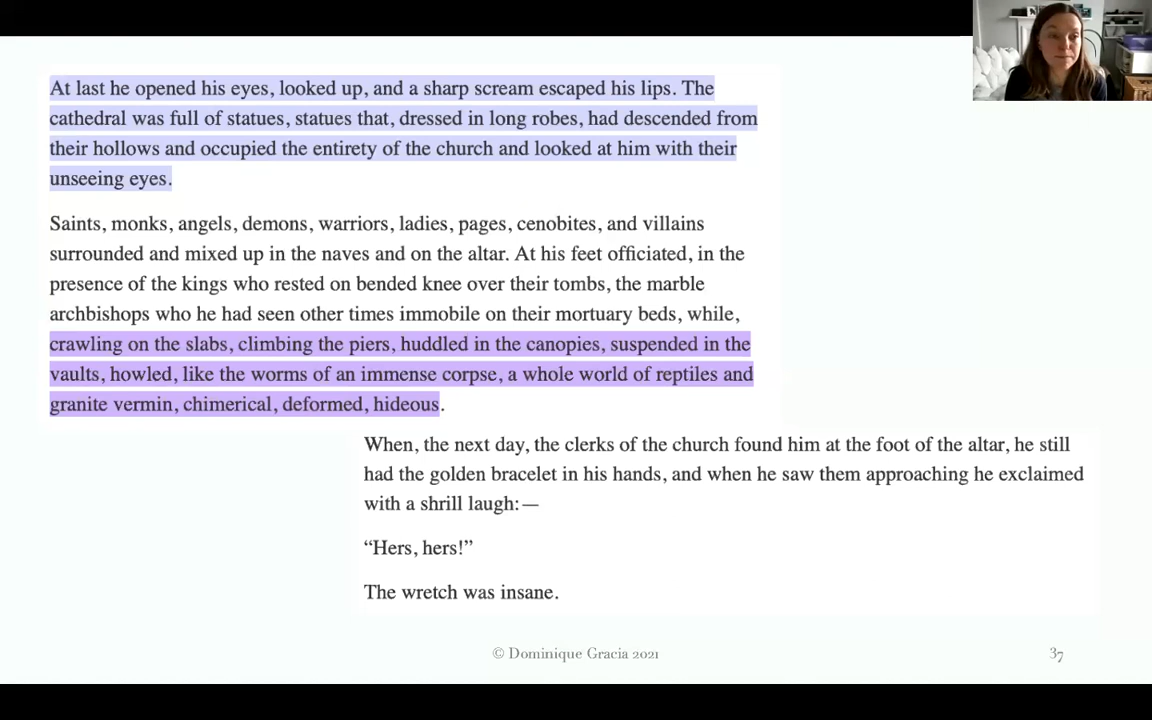 At last he opened his eyes, looked up, and a sharp scream escaped his lips. The
cathedral was full of statues, statues that, dressed in long robes, had descended from
their hollows and occupied the entirety of the church and looked at him with their
unseeing eyes.
Saints, monks, angels, demons, warriors, ladies, pages, cenobites, and villains
surrounded and mixed up in the naves and on the altar. At his feet officiated, in the
presence of the kings who rested on bended knee over their tombs, the marble
archbishops who he had seen other times immobile on their mortuary beds, while,
crawling on the slabs, climbing the piers, huddled in the canopies, suspended in the
vaults, howled, like the worms of an immense corpse, a whole world of reptiles and
granite vermin, chimerical, deformed, hideous.
When, the next day, the clerks of the church found him at the foot of the altar, he still
had the golden bracelet in his hands, and when he saw them approaching he exclaimed
with a shrill laugh:—
“Hers, hers!”
The wretch was insane.
© Dominique Gracia 2021
37